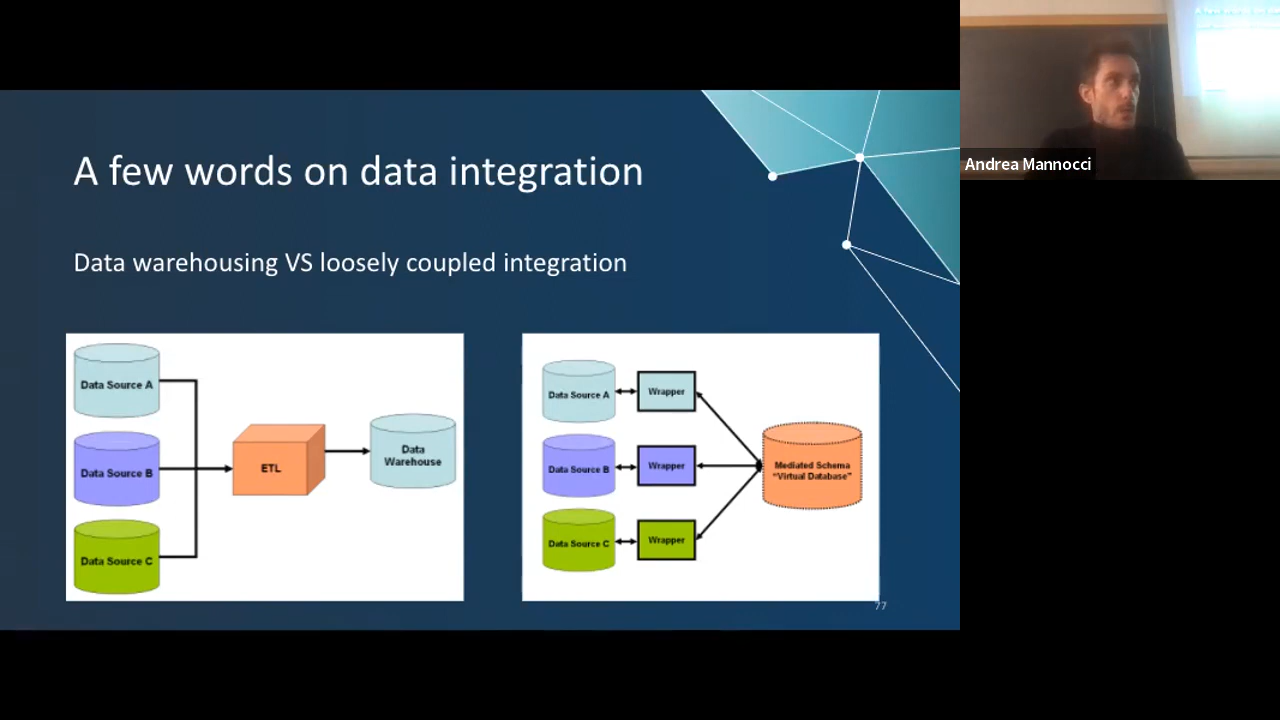 A few words on data integration
Data warehousing VS loosely coupled integration
Data Source A
Data Source B
Data Source C
ETL
Data
Warehouse
Data Source A
Wrapper
Data Source B
Wrapper
Data Source C
Wrapper
Mediated Schema
"Virtual Database"
77
Andrea Mannocci